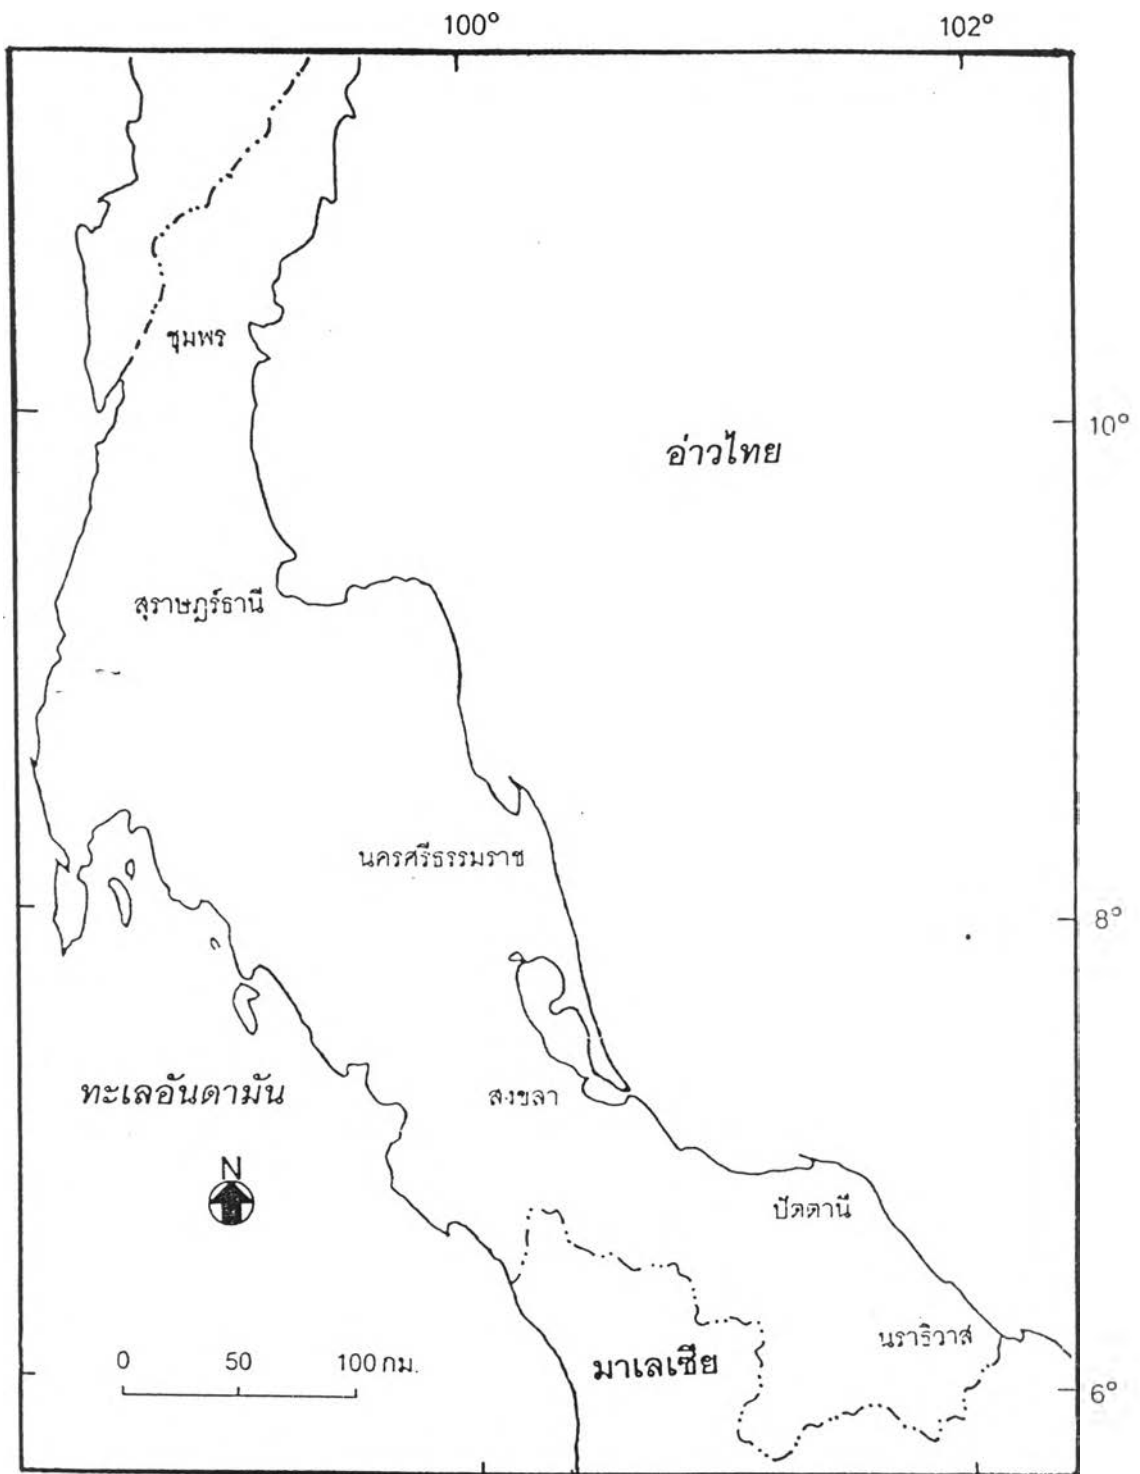 100° 102°
ชุมพร
10°
อ่าวไทย
สุราษฎร์ธานี
นครศรีธรรมราช
8°
ทะเลอันดามัน
สงขลา
N
ปัตตานี
นราธิวาส
0 50 100 กม.
มาเลเซีย
6°